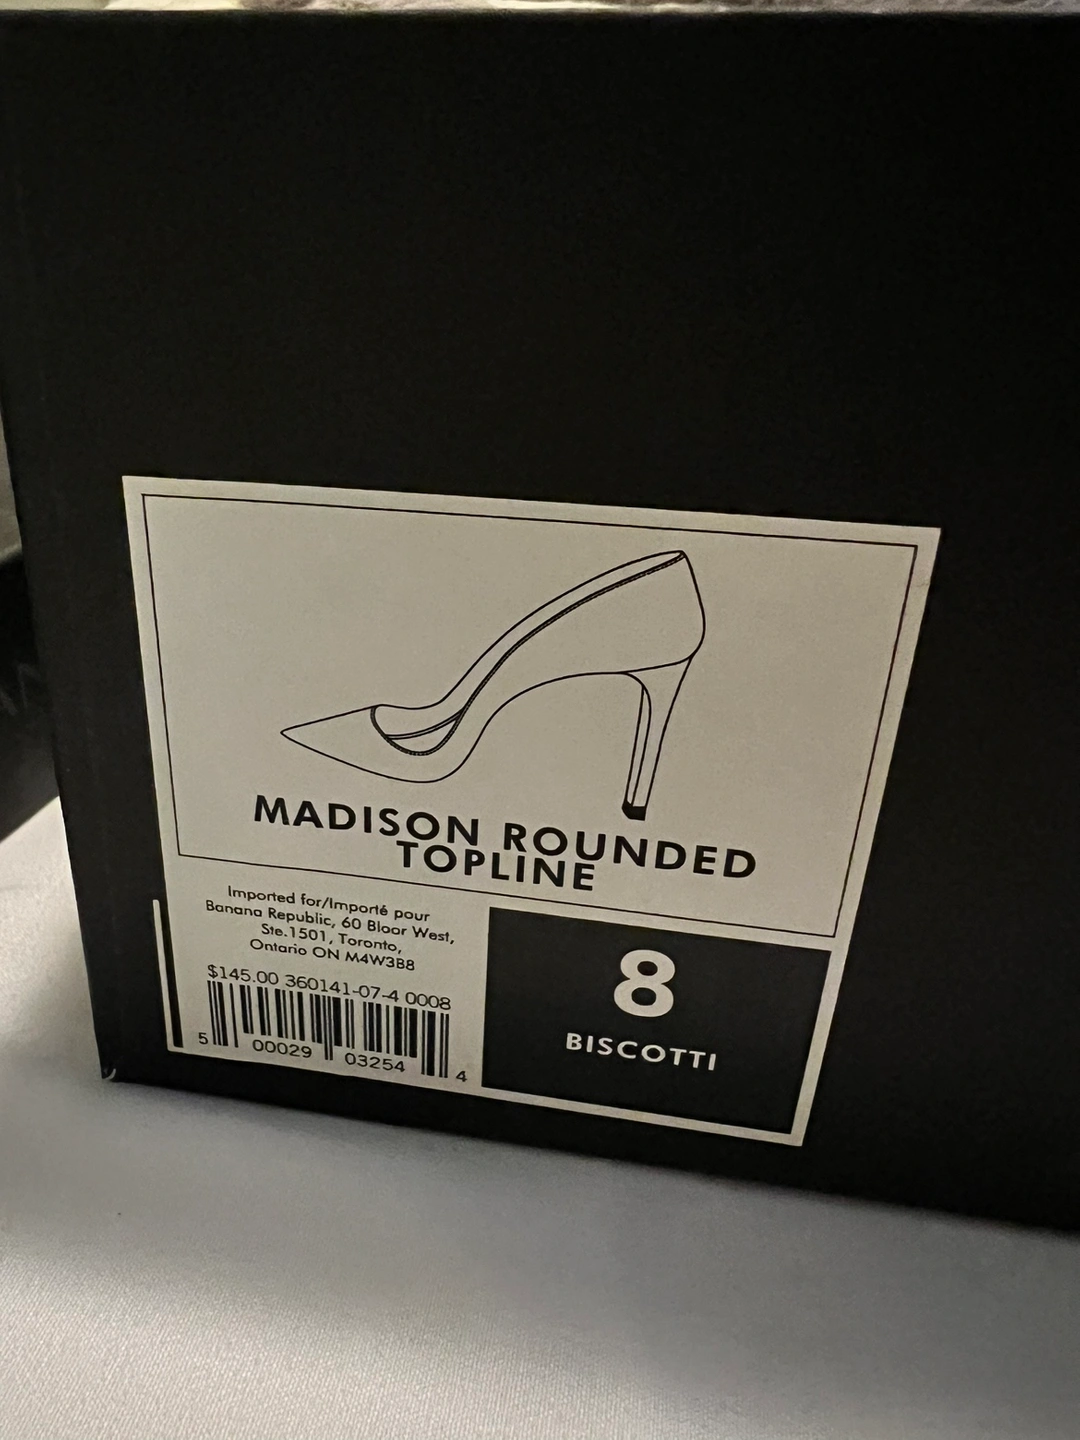 MADISON ROUNDED
TOPLINE
Imported for/Importé pour
Banana Republic, 60 Bloor West,
Ste.1501, Toronto,
Ontario ON M4W3B8
$145.00 360141-07-4 0008
5 00029 03254 4
8
BISCOTTI